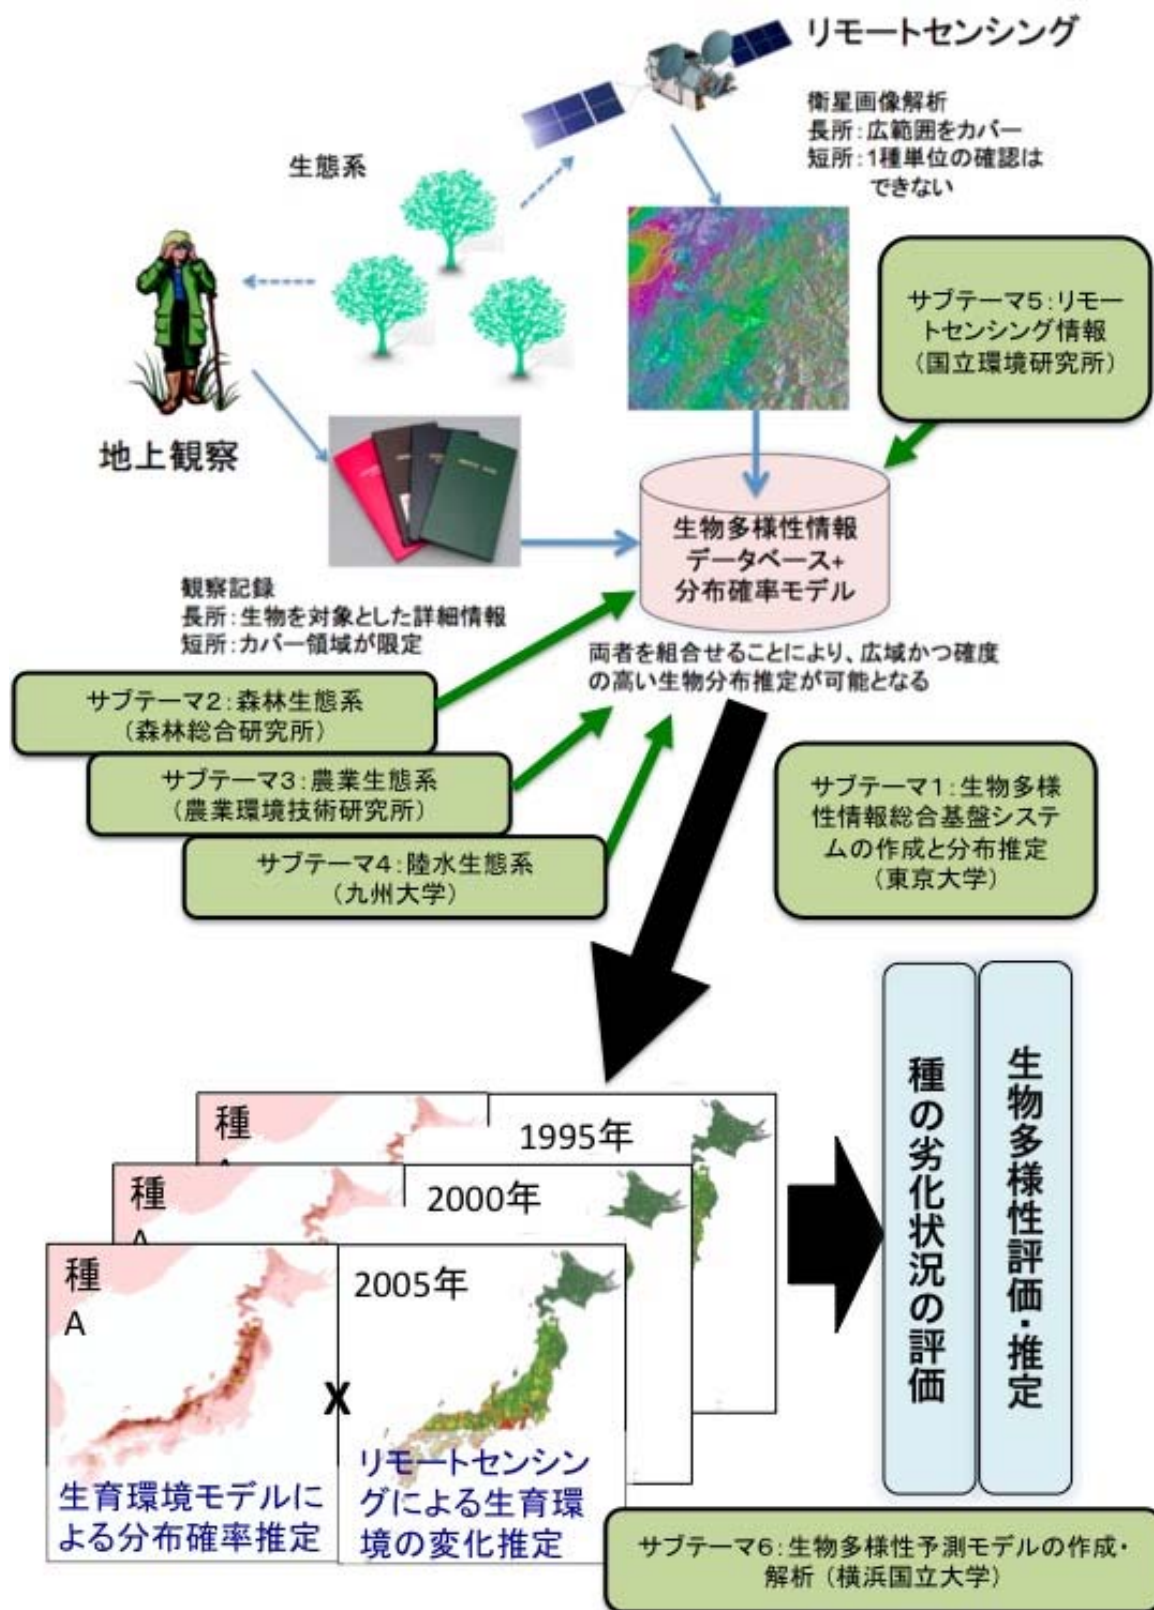 リモートセンシング
衛星画像解析
長所：広範囲をカバー
短所：1種単位の確認は
できない
生態系
サブテーマ5：リモー
トセンシング情報
（国立環境研究所）
地上観察
生物多様性情報
データベース+
分布確率モデル
観察記録
長所：生物を対象とした詳細情報
短所：カバー領域が限定
両者を組合せることにより、広域かつ確度
の高い生物分布推定が可能となる
サブテーマ2：森林生態系
（森林総合研究所）
サブテーマ3：農業生態系
（農業環境技術研究所）
サブテーマ4：陸水生態系
（九州大学）
サブテーマ1：生物多様
性情報総合基盤システ
ムの作成と分布推定
（東京大学）
種
1995年
種
2000年
種
A
2005年
X
生育環境モデルに
よる分布確率推定
リモートセンシン
グによる生育環
境の変化推定
種の劣化状況の評価
生物多様性評価・推定
サブテーマ6：生物多様性予測モデルの作成・
解析（横浜国立大学）